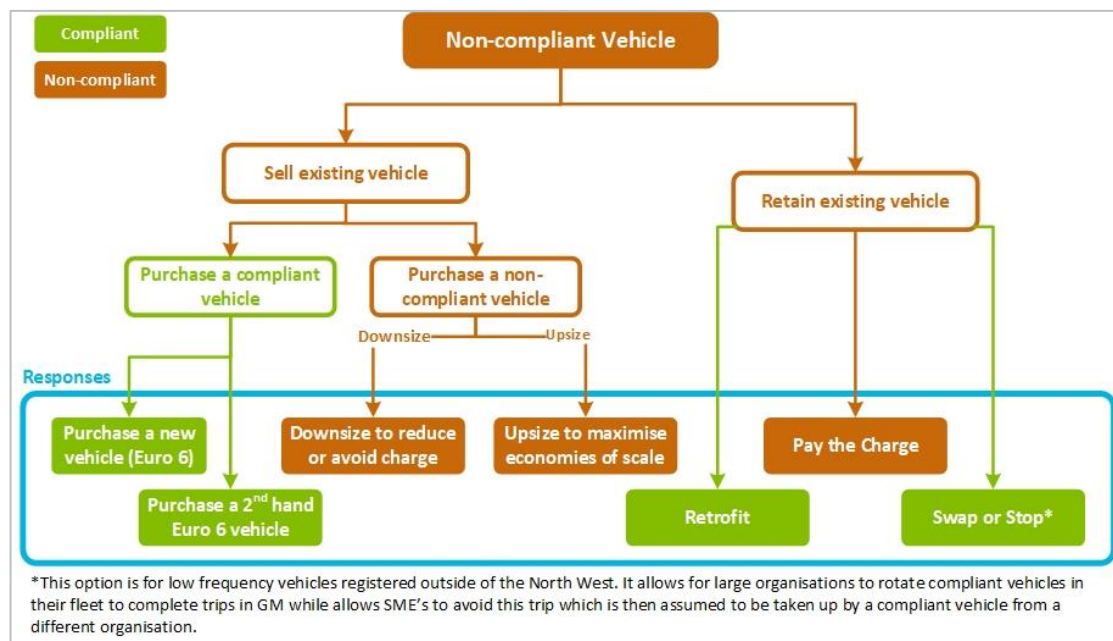 Compliant
Non-compliant
Non-compliant Vehicle
Sell existing vehicle
Retain existing vehicle
Purchase a compliant
vehicle
Purchase a non-
compliant vehicle
Downsize
Upsize
Responses
Purchase a new
vehicle (Euro 6)
Downsize to reduce
or avoid charge
Upsize to maximise
economies of scale
Pay the Charge
Purchase a 2nd hand
Euro 6 vehicle
Retrofit
Swap or Stop*
*This option is for low frequency vehicles registered outside of the North West. It allows for large organisations to rotate compliant vehicles in
their fleet to complete trips in GM while allows SME's to avoid this trip which is then assumed to be taken up by a compliant vehicle from a
different organisation.